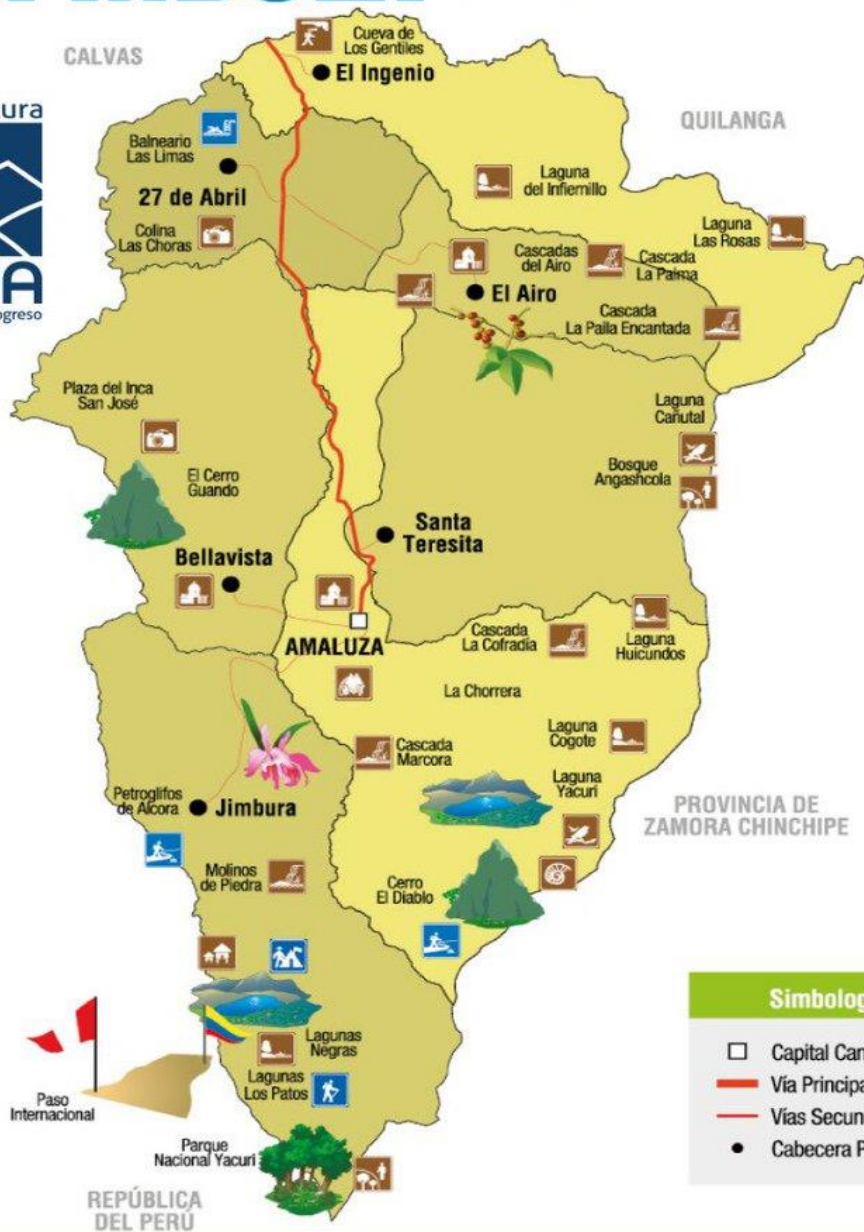 CALVAS
Cueva de
Los Gentiles
El Ingenio
QUILANGA
Balneario
Las Limas
27 de Abril
Colina
Las Choras
Laguna
del Infiernillo
Laguna
Las Rosas
Cascadas
del Airo
Cascada
La Palma
El Airo
Cascada
La Paila Encantada
Plaza del Inca
San José
El Cerro
Guando
Laguna
Cañutal
Bosque
Angashcola
Santa
Teresita
Bellavista
AMALUZA
Cascada
La Cofradía
Laguna
Huicundos
La Chorrera
Cascada
Marcora
Laguna
Cogote
Laguna
Yacuri
Petroglifos
de Alcora
Jimbura
PROVINCIA DE
ZAMORA CHINCHIPE
Molinos
de Piedra
Cerro
El Diablo
Lagunas
Negras
Lagunas
Los Patos
Paso
Internacional
Parque
Nacional Yacuri
REPÚBLICA
DEL PERÚ
Capital
Vía
Vías
Cabecera